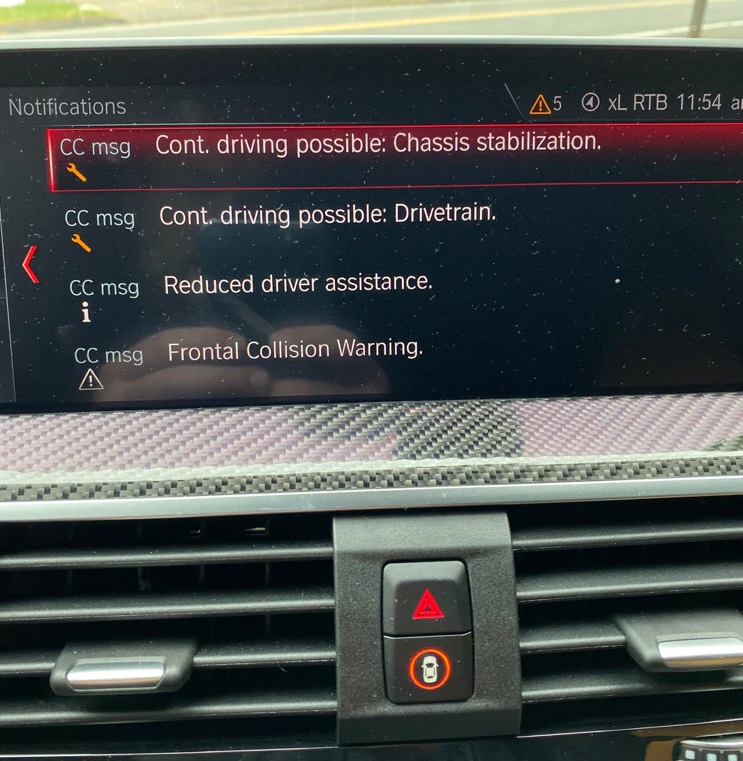 Notifications
5 xL RTB 11:54
CC msg Cont. driving possible: Chassis stabilization.
CC msg Cont. driving possible: Drivetrain.
CC msg Reduced driver assistance.
CC msg Frontal Collision Warning.